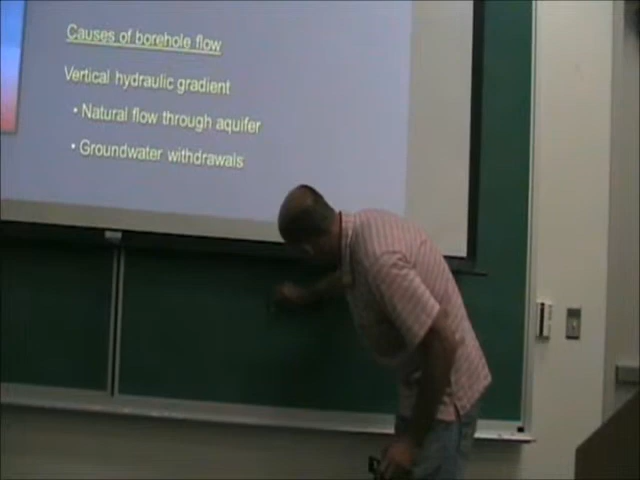 Causes of borehole flow
Vertical hydraulic gradient
• Natural flow through aquifer
• Groundwater withdrawals